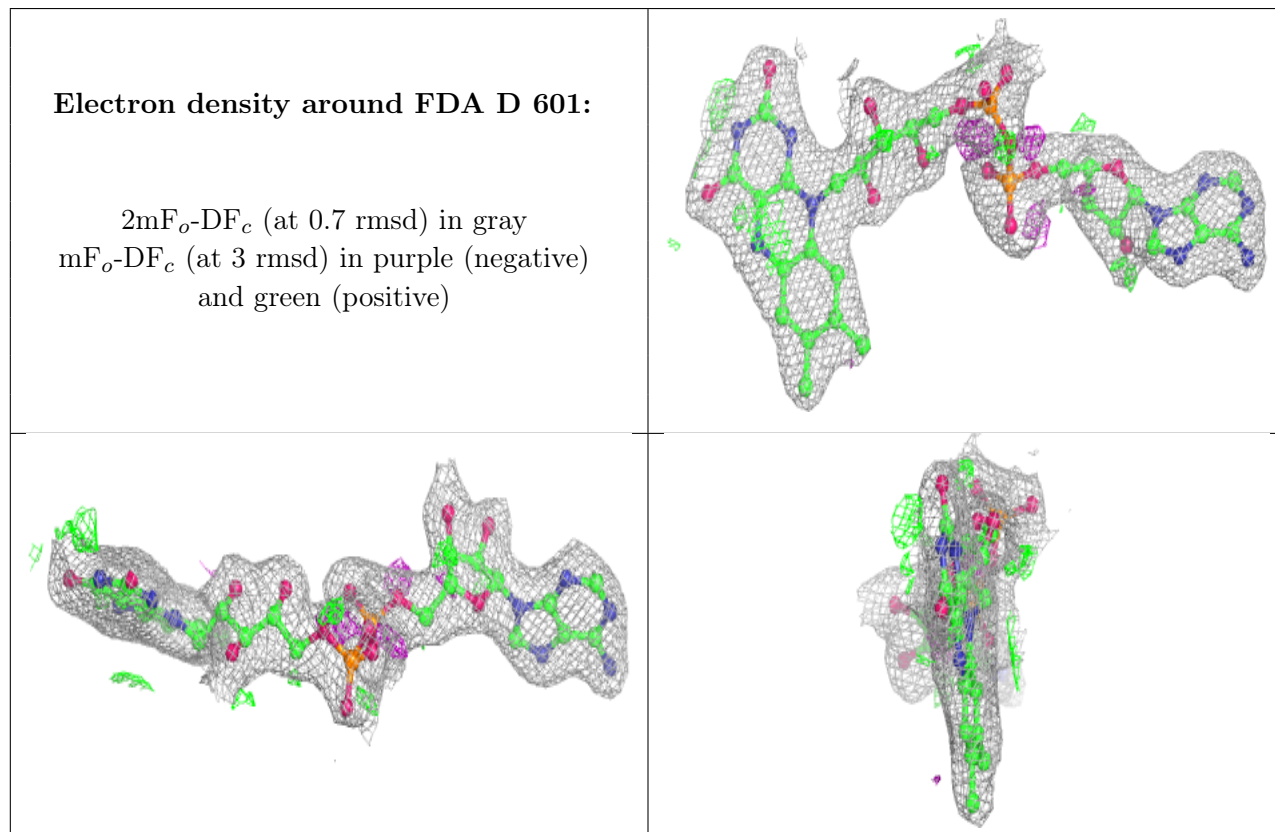 Electron density around FDA D 601:
2mFo-DFc (at 0.7 rmsd) in gray
mFo-DFc (at 3 rmsd) in purple (negative)
and green (positive)